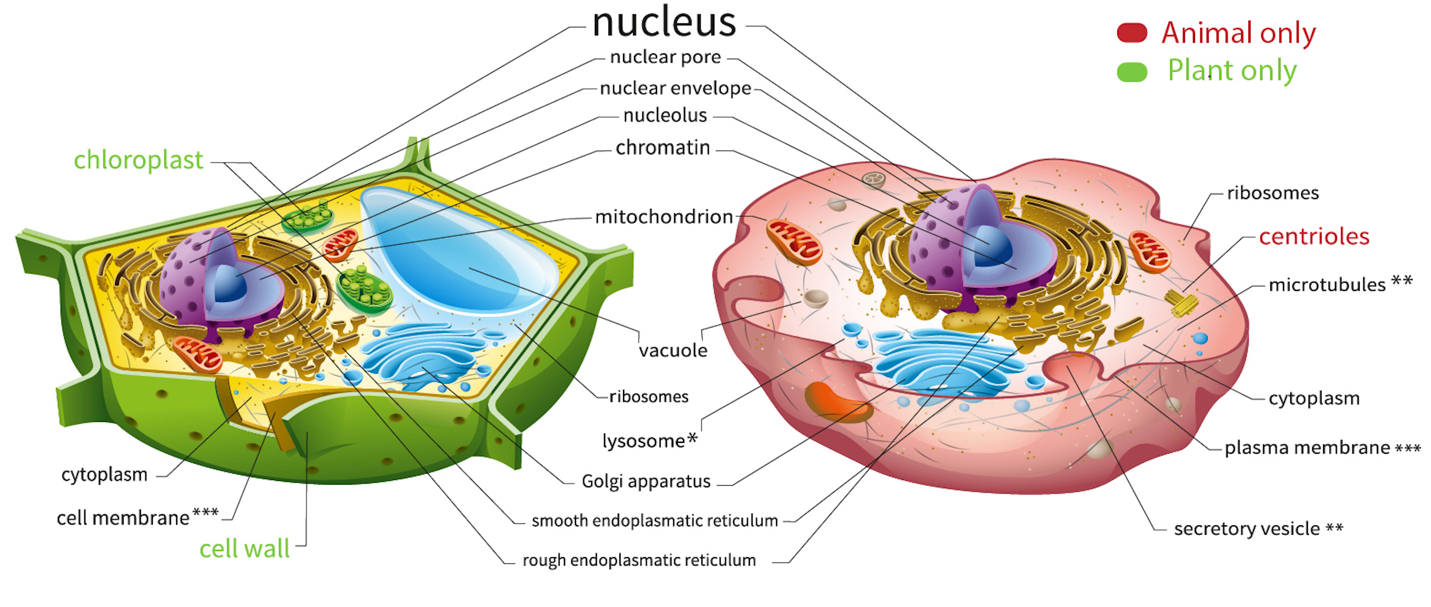 nucleus
nuclear pore
nuclear envelope
nucleolus
chromatin
mitochondrion
Animal only
Plant only
chloroplast
ribosomes
centrioles
microtubules **
vacuole
ribosomes
cytoplasm
lysosome*
plasma membrane ***
cytoplasm
Golgi apparatus
cell membrane ***
smooth endoplasmatic reticulum
secretory vesicle **
cell wall
rough endoplasmatic reticulum